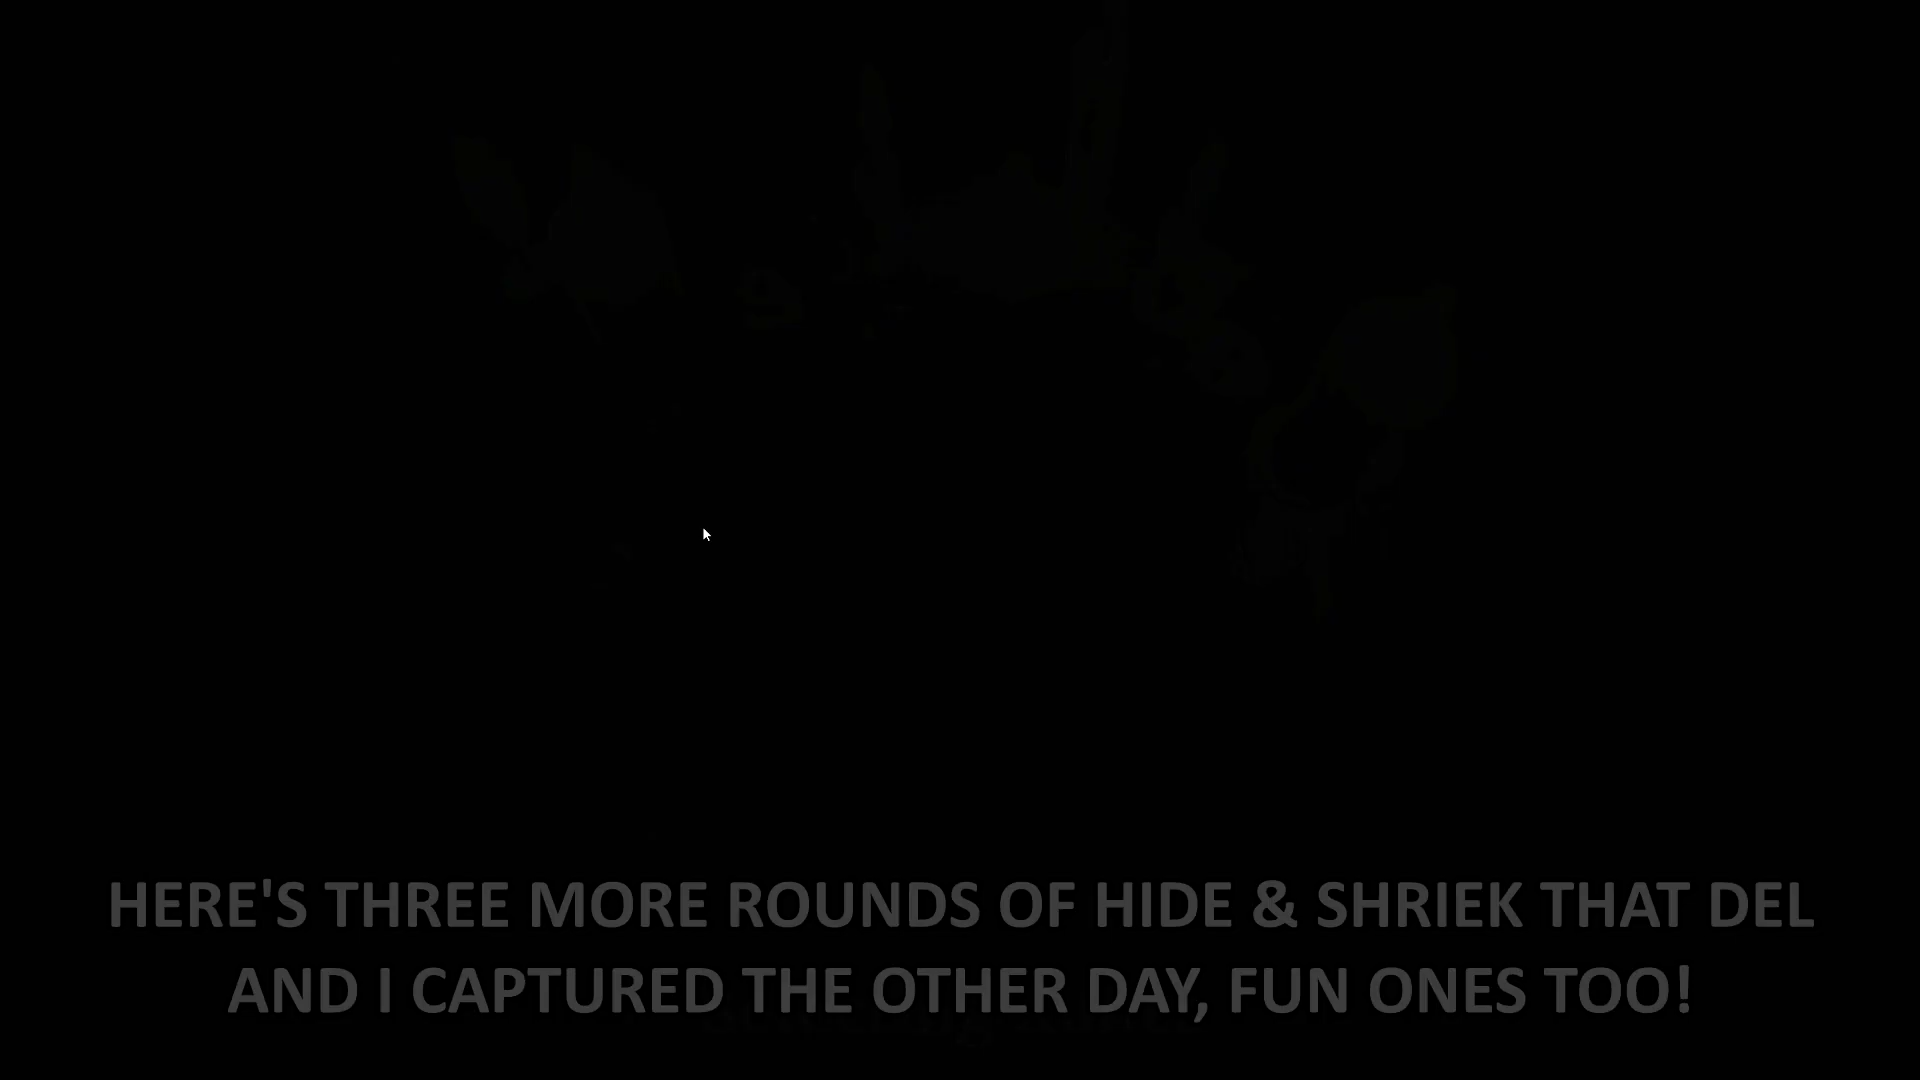 HERE'S THREE MORE ROUNDS OF HIDE & SHRIEK THAT DEL
AND I CAPTURED THE OTHER DAY, FUN ONES TOO!